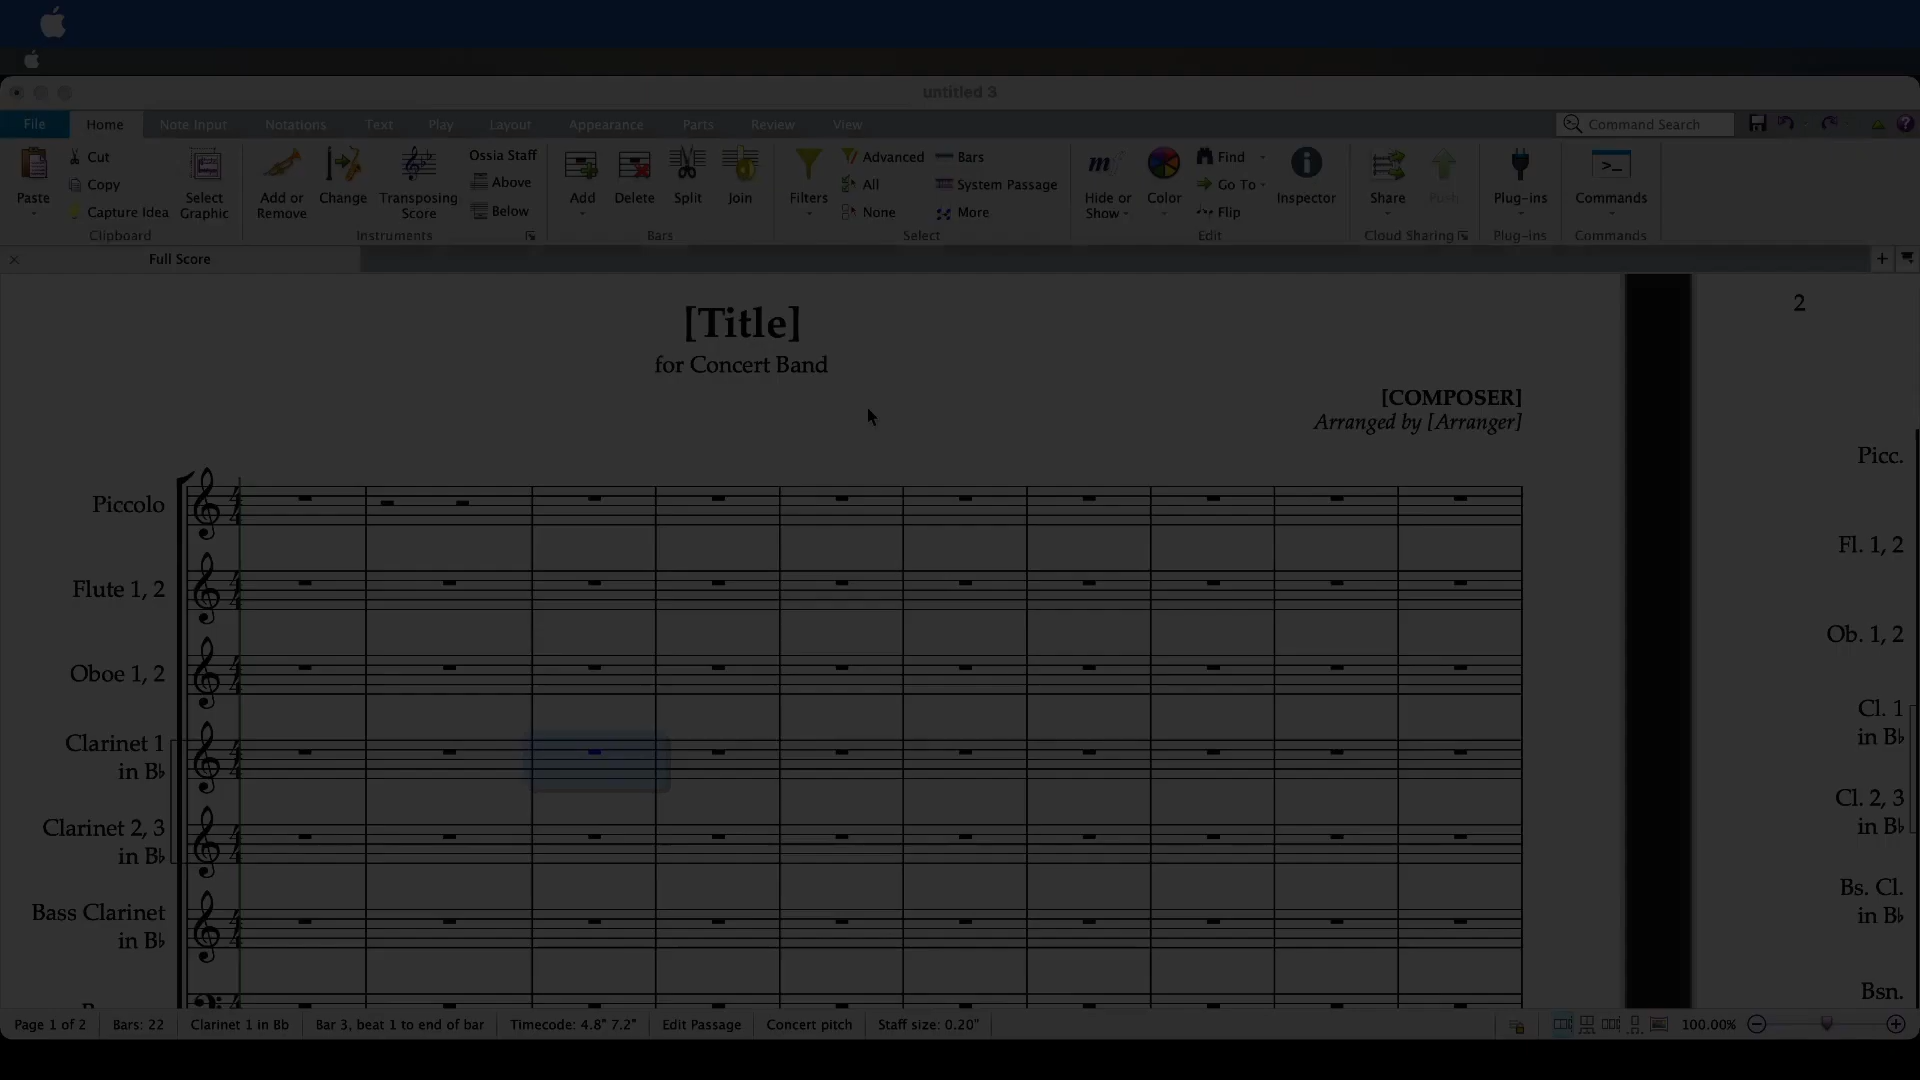 untitled 3
File Home Note Input Notations Text Play Layout Appearance Parts Review View Command Search
Paste
Cut
Copy
Capture Idea
Select Graphic
Clipboard
Add or Remove
Change
Transposing Score
Ossia Staff
Above
Below
Instruments
Add
Delete
Split
Join
Bars
Filters
Advanced
All
None
Bars
System Passage
More
Select
Hide or Show
Color
Find
Go To
Flip
Inspector
Edit
Share
Push
Cloud Sharing
Plug-ins
Plug-ins
Commands
Commands
Full Score
[Title]
for Concert Band
[COMPOSER]
Arranged by [Arranger]
Piccolo
Flute 1, 2
Oboe 1, 2
Clarinet 1
in B♭
Clarinet 2, 3
in B♭
Bass Clarinet
in B♭
2
Picc.
Fl. 1, 2
Ob. 1, 2
Cl. 1
in B♭
Cl. 2, 3
in B♭
Bs. Cl.
in B♭
Bsn.
Page 1 of 2 Bars: 22 Clarinet 1 in Bb Bar 3, beat 1 to end of bar Timecode: 4.8" 7.2" Edit Passage Concert pitch Staff size: 0.20" 100.00%